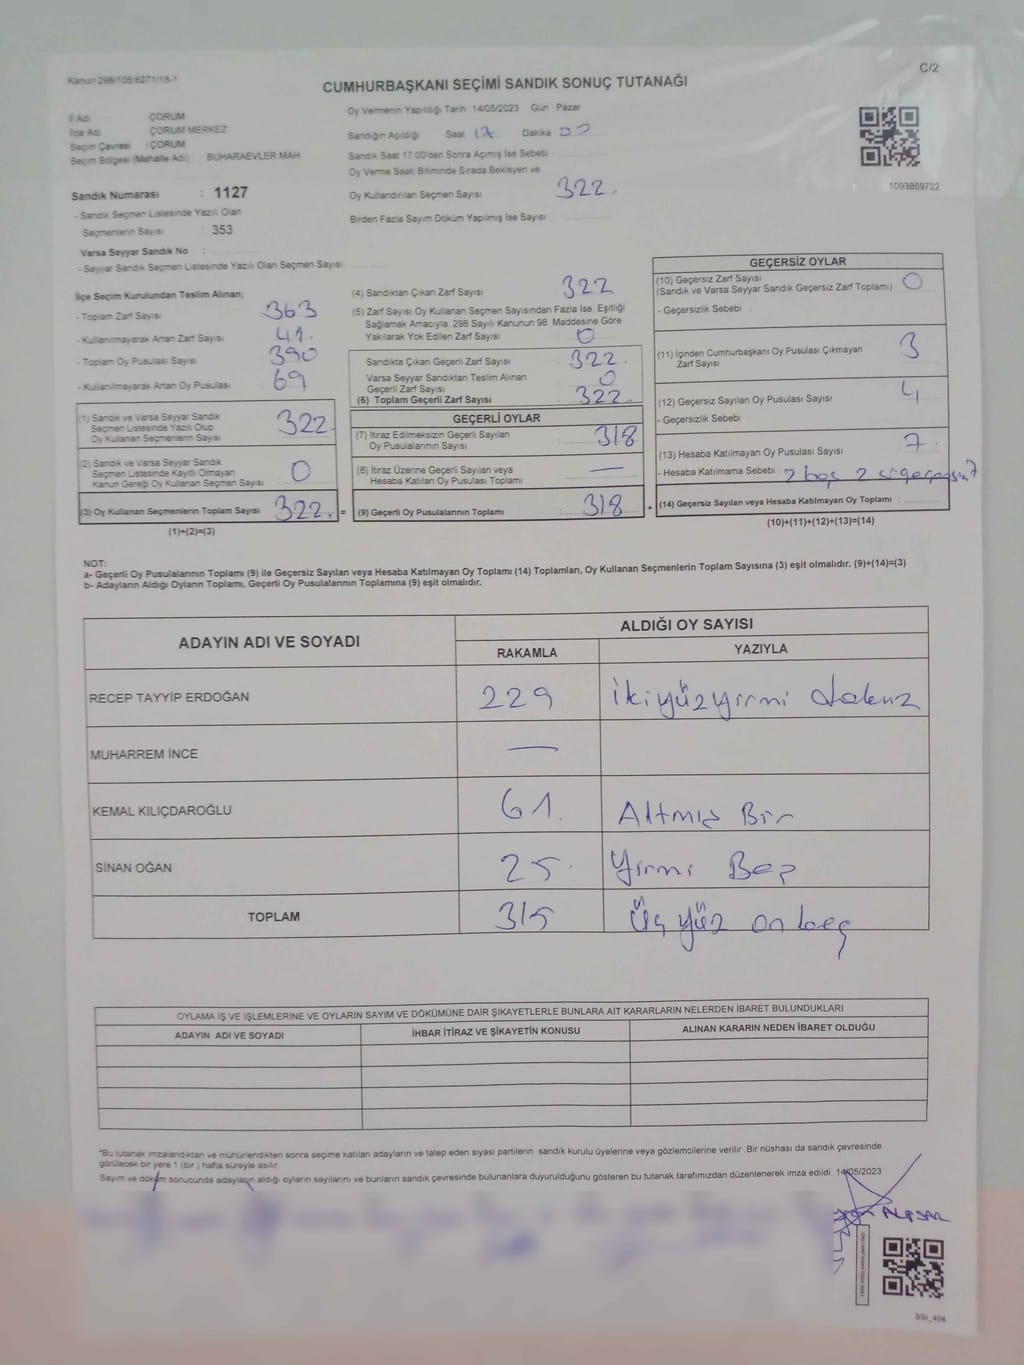 Kanun:298/105,6271/18-1
C/2
CUMHURBAŞKANI SEÇİMİ SANDIK SONUÇ TUTANAĞI
İl Adı ÇORUM
İlçe Adı ÇORUM MERKEZ
Seçim Çevresi : ÇORUM
Seçim Bölgesi (Mahalle Adı) BUHARAEVLER MAH.
Sandık Numarası : 1127
- Sandık Seçmen Listesinde Yazılı Olan
Seçmenlerin Sayısı : 353
Varsa Seyyar Sandık No :
- Seyyar Sandık Seçmen Listesinde Yazılı Olan Seçmen Sayısı
Oy Vermenin Yapıldığı Tarih 14/05/2023 Gün Pazar
Sandığın Açıldığı Saat 17 Dakika 00
Sandık Saat 17.00'den Sonra Açılmış İse Sebebi
Oy Verme Saati Bitiminde Sırada Bekleyen ve
Oy Kullandırılan Seçmen Sayısı 322
Birden Fazla Sayım Döküm Yapılmış İse Sayısı
1093859722
İlçe Seçim Kurulundan Teslim Alınan;
- Toplam Zarf Sayısı 363
- Kullanılmayarak Artan Zarf Sayısı 41.
- Toplam Oy Pusulası Sayısı 390
- Kullanılmayarak Artan Oy Pusulası 69
(1) Sandık ve Varsa Seyyar Sandık
Seçmen Listesinde Yazılı Olup
Oy Kullanan Seçmenlerin Sayısı 322
(2) Sandık ve Varsa Seyyar Sandık
Seçmen Listesinde Kaydı Olmayan
Kanun Gereği Oy Kullanan Seçmen Sayısı 0
(3) Oy Kullanan Seçmenlerin Toplam Sayısı 322. =
(1)+(2)=(3)
(4) Sandıktan Çıkan Zarf Sayısı 322
(5) Zarf Sayısı Oy Kullanan Seçmen Sayısından Fazla İse, Eşitliği
Sağlamak Amacıyla, 298 Sayılı Kanunun 98. Maddesine Göre
Yakılarak Yok Edilen Zarf Sayısı 0
Sandıkta Çıkan Geçerli Zarf Sayısı 322.
Varsa Seyyar Sandıktan Teslim Alınan
Geçerli Zarf Sayısı 0
(6) Toplam Geçerli Zarf Sayısı 322.
GEÇERLİ OYLAR
(7) İtiraz Edilmeksizin Geçerli Sayılan
Oy Pusulalarının Sayısı 318
(8) İtiraz Üzerine Geçerli Sayılan veya
Hesaba Katılan Oy Pusulası Toplamı —
(9) Geçerli Oy Pusulalarının Toplamı 318 +
GEÇERSİZ OYLAR
(10) Geçersiz Zarf Sayısı
(Sandık ve Varsa Seyyar Sandık Geçersiz Zarf Toplamı) 0
- Geçersizlik Sebebi :
(11) İçinden Cumhurbaşkanı Oy Pusulası Çıkmayan
Zarf Sayısı 3
(12) Geçersiz Sayılan Oy Pusulası Sayısı 4
- Geçersizlik Sebebi
(13) Hesaba Katılmayan Oy Pusulası Sayısı 7.
- Hesaba Katılmama Sebebi : 2 boş 2
(14) Geçersiz Sayılan veya Hesaba Katılmayan Oy Toplamı :
(10)+(11)+(12)+(13)=(14)
NOT:
a- Geçerli Oy Pusulalarının Toplamı (9) ile Geçersiz Sayılan veya Hesaba Katılmayan Oy Toplamı (14) Toplamları, Oy Kullanan Seçmenlerin Toplam Sayısına (3) eşit olmalıdır. (9)+(14)=(3)
b- Adayların Aldığı Oyların Toplamı, Geçerli Oy Pusulalarının Toplamına (9) eşit olmalıdır.
ADAYIN ADI VE SOYADI ALDIĞI OY SAYISI
RAKAMLA YAZIYLA
RECEP TAYYİP ERDOĞAN 229 İkiyüzyirmi dokuz
MUHARREM İNCE —
KEMAL KILIÇDAROĞLU 61. Altmış Bir
SİNAN OĞAN 25. Yirmi Beş
TOPLAM 315 Üç yüz on beş
OYLAMA İŞ VE İŞLEMLERİNE VE OYLARIN SAYIM VE DÖKÜMÜNE DAİR ŞİKAYETLERLE BUNLARA AİT KARARLARIN NELERDEN İBARET BULUNDUKLARI
ADAYIN ADI VE SOYADI İHBAR İTİRAZ VE ŞİKAYETİN KONUSU ALINAN KARARIN NEDEN İBARET OLDUĞU
*Bu tutanak imzalandıktan ve mühürlendikten sonra seçime katılan adayların ve talep eden siyasi partilerin sandık kurulu üyelerine veya gözlemcilerine verilir. Bir nüshası da sandık çevresinde
görülecek bir yere 1 (bir ) hafta süreyle asılır.
Sayım ve döküm sonucunda adayların aldığı oyların sayılarını ve bunların sandık çevresinde bulunanlara duyurulduğunu gösteren bu tutanak tarafımızdan düzenlenerek imza edildi. 14/05/2023
SSI_404